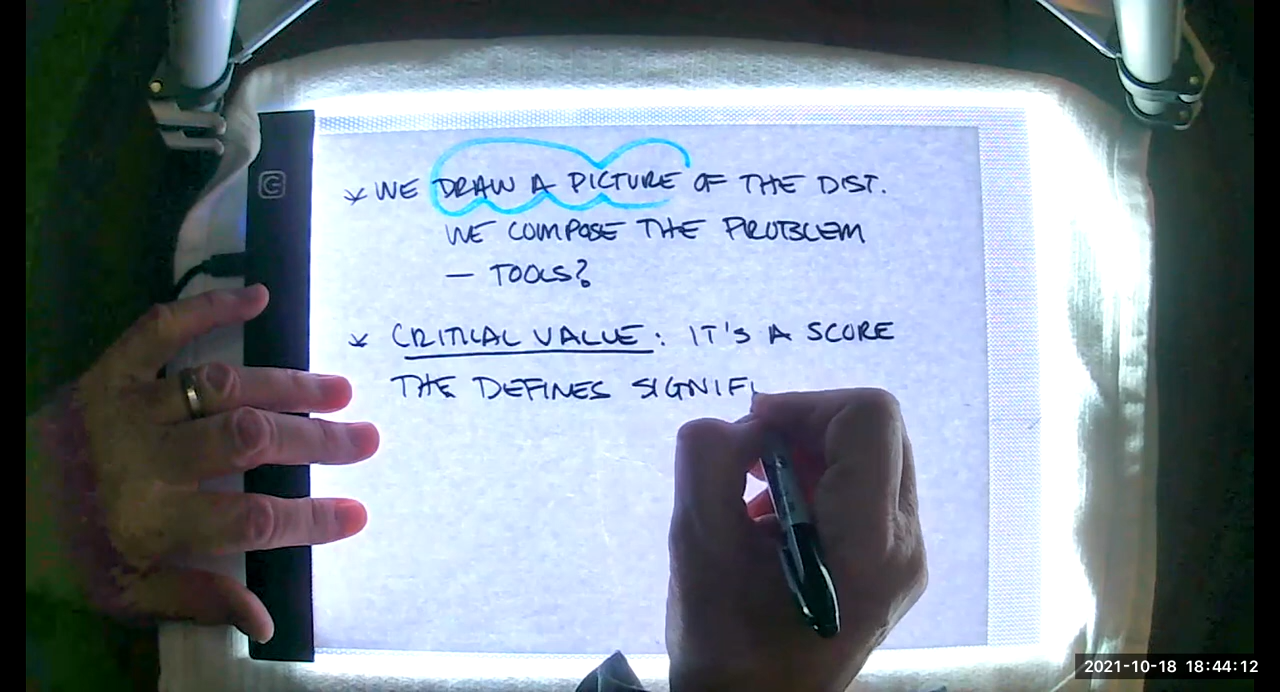 * WE DRAW A PICTURE OF THE DIST.
WE COMPOSE THE PROBLEM
— TOOLS?
* CRITICAL VALUE: IT'S A SCORE
THE DEFINES SIGNIFI
2021-10-18 18:44:12